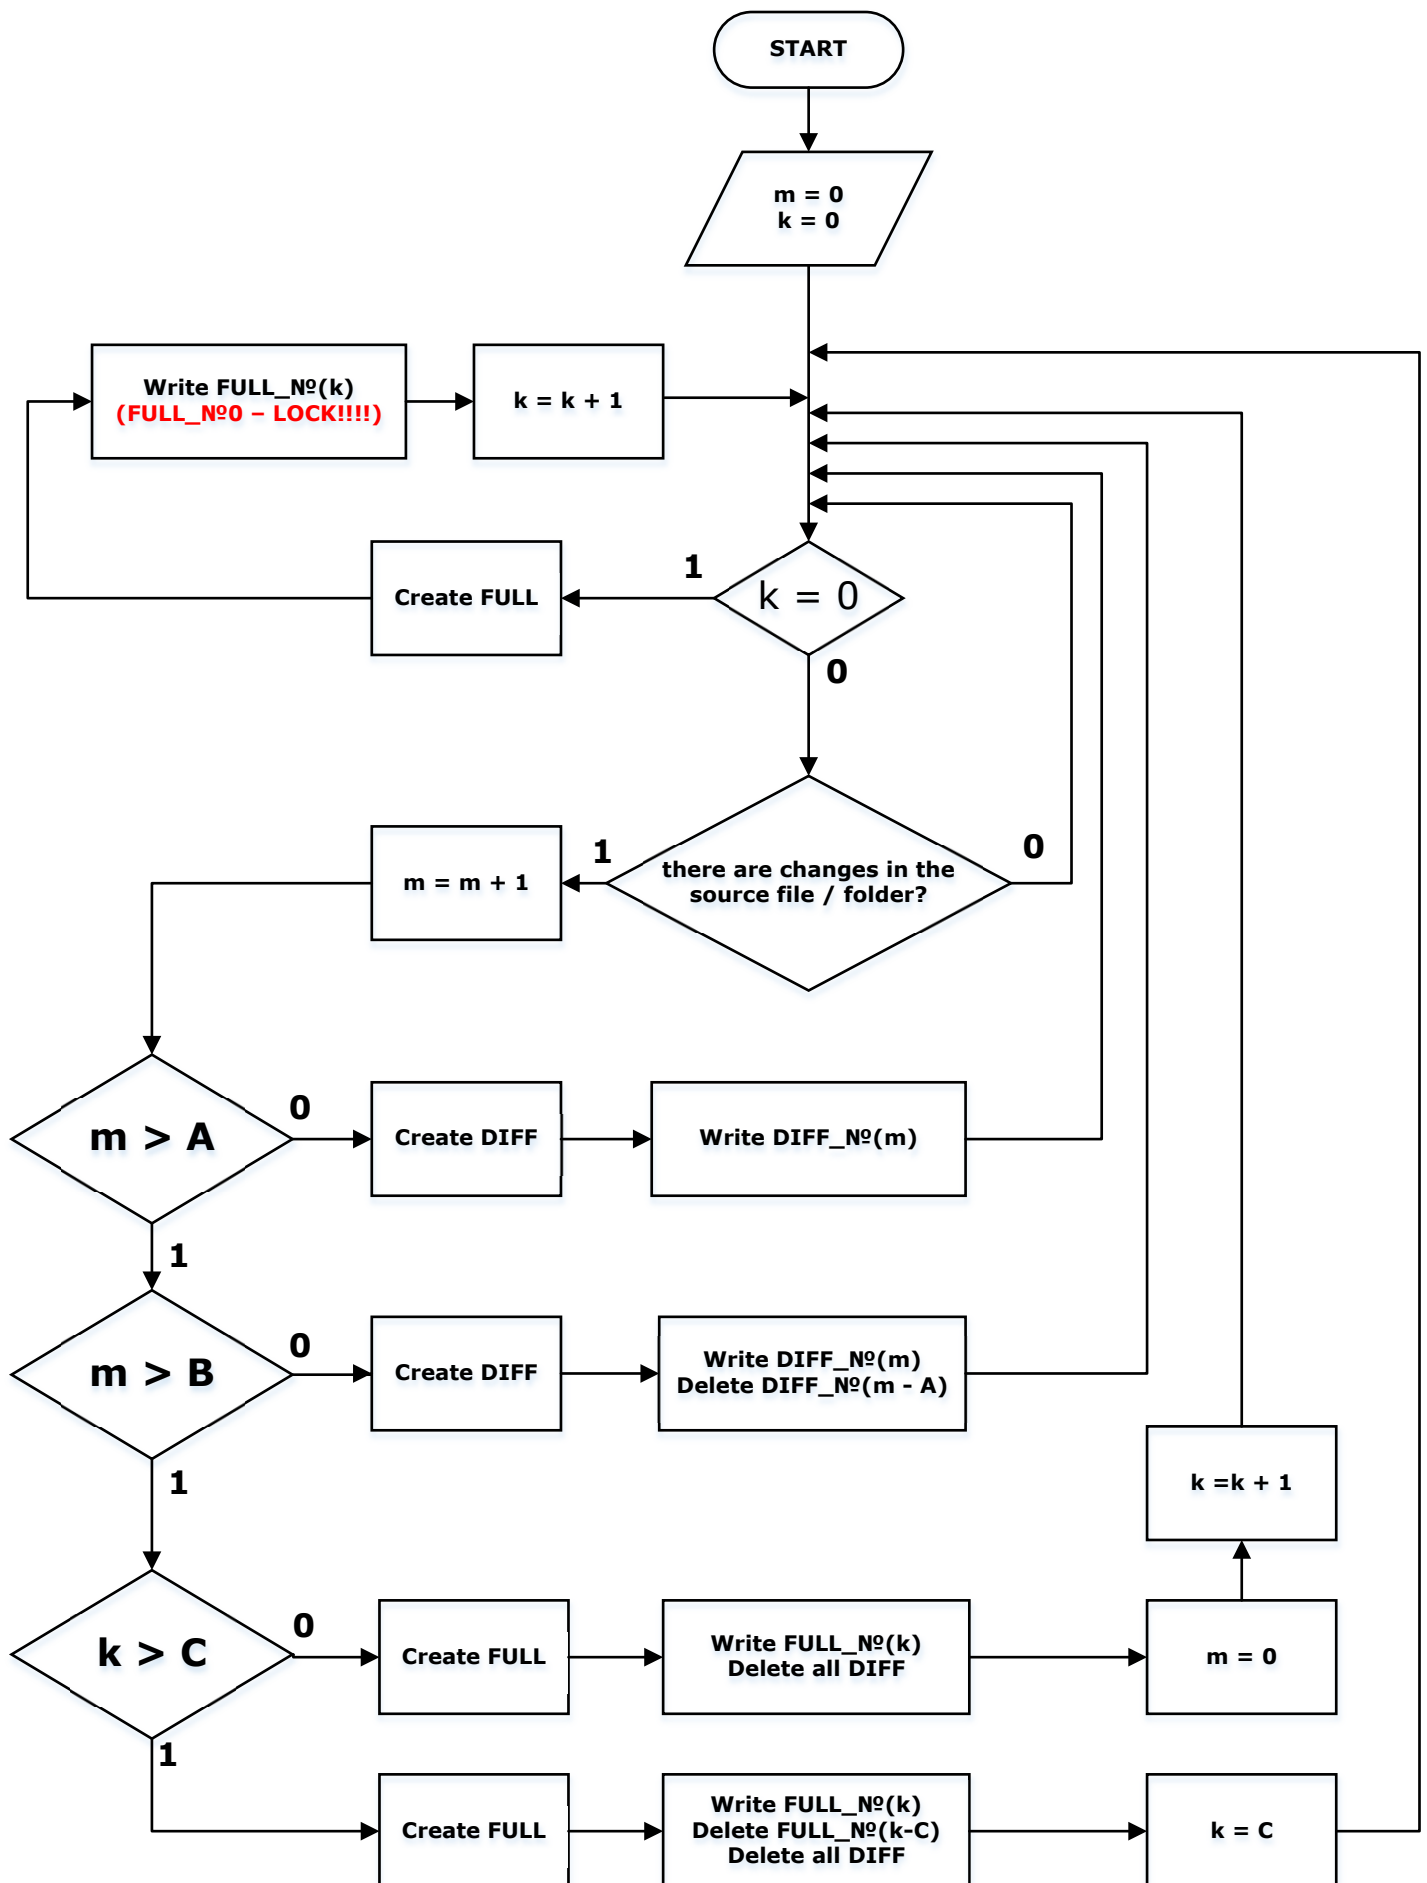 START
m = 0
k = 0
Write FULL_№(k)
(FULL_№0 – LOCK!!!!)
k = k + 1
Create FULL
1
k = 0
0
m = m + 1
1
there are changes in the
source file / folder?
0
m > A
0
Create DIFF
Write DIFF_№(m)
1
m > B
0
Create DIFF
Write DIFF_№(m)
Delete DIFF_№(m - A)
1
k =k + 1
k > C
0
Create FULL
Write FULL_№(k)
Delete all DIFF
m = 0
1
Create FULL
Write FULL_№(k)
Delete FULL_№(k-C)
Delete all DIFF
k = C